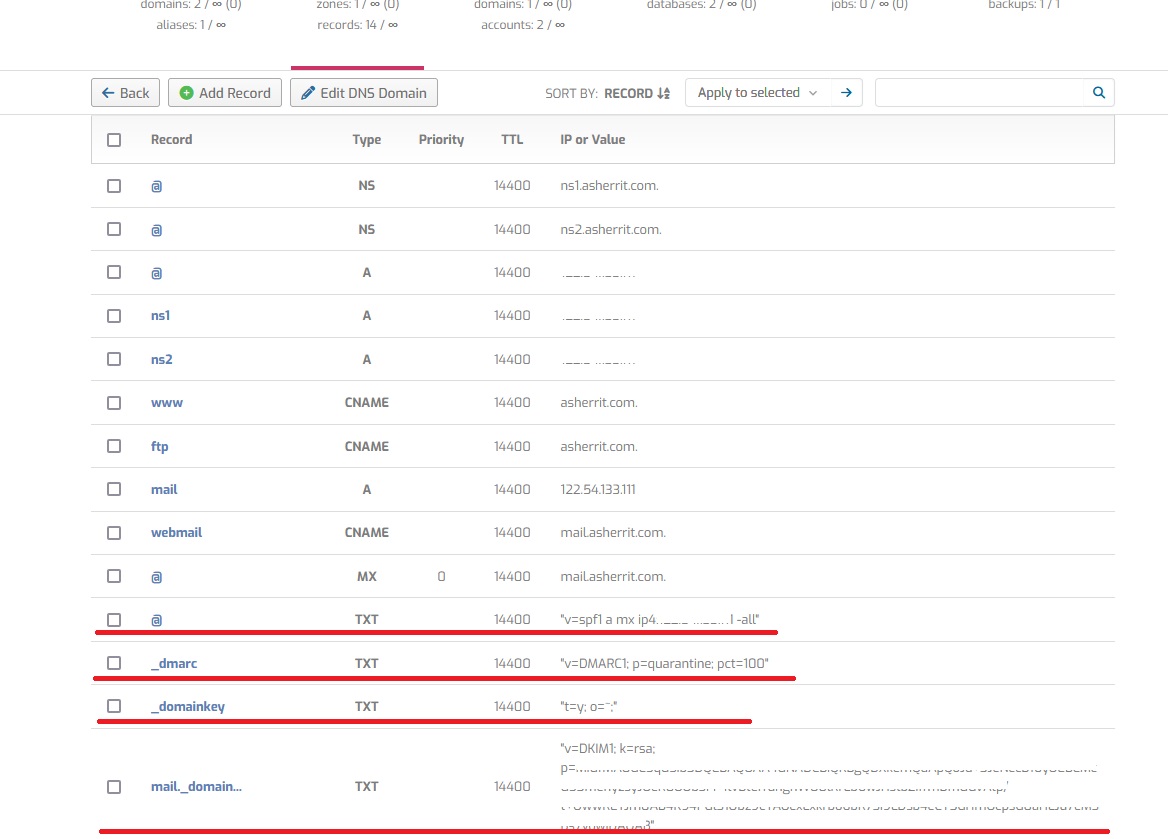 domains: 2 / ∞ (0) zones: 1 / ∞ (0) domains: 1 / ∞ (0) databases: 2 / ∞ (0) jobs: 0 / ∞ (0) backups: 1 / 1
aliases: 1 / ∞ records: 14 / ∞ accounts: 2 / ∞
Back Add Record Edit DNS Domain SORT BY: RECORD Apply to selected
Record Type Priority TTL IP or Value
@ NS 14400 ns1.asherrit.com.
@ NS 14400 ns2.asherrit.com.
@ A 14400
ns1 A 14400
ns2 A 14400
www CNAME 14400 asherrit.com.
ftp CNAME 14400 asherrit.com.
mail A 14400 122.54.133.111
webmail CNAME 14400 mail.asherrit.com.
@ MX 0 14400 mail.asherrit.com.
@ TXT 14400 "v=spf1 a mx ip4 -all"
_dmarc TXT 14400 "v=DMARC1; p=quarantine; pct=100"
_domainkey TXT 14400 "t=y; o=~;"
"v=DKIM1; k=rsa;
mail._domain... TXT 14400